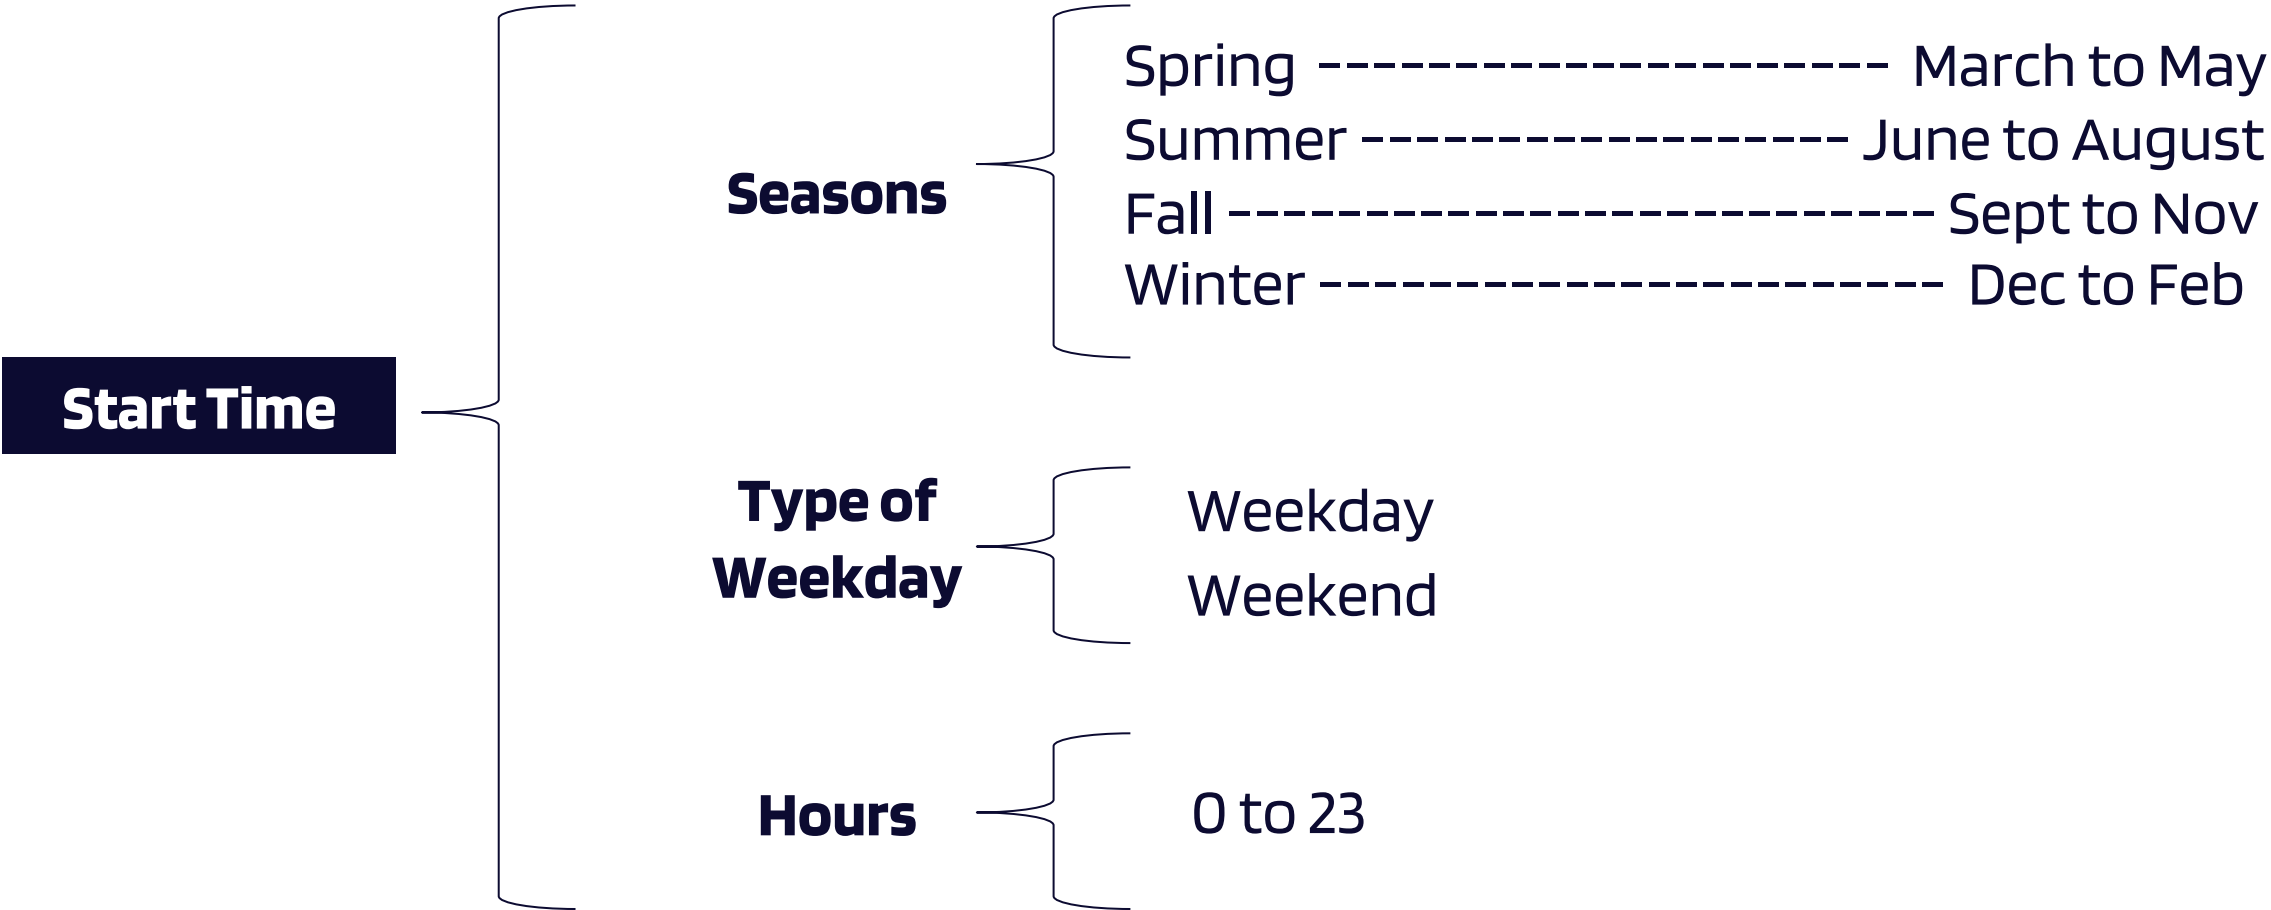 Start Time
Seasons
Spring March to May
Summer June to August
Fall Sept to Nov
Winter Dec to Feb
Type of
Weekday
Weekday
Weekend
Hours
0 to 23